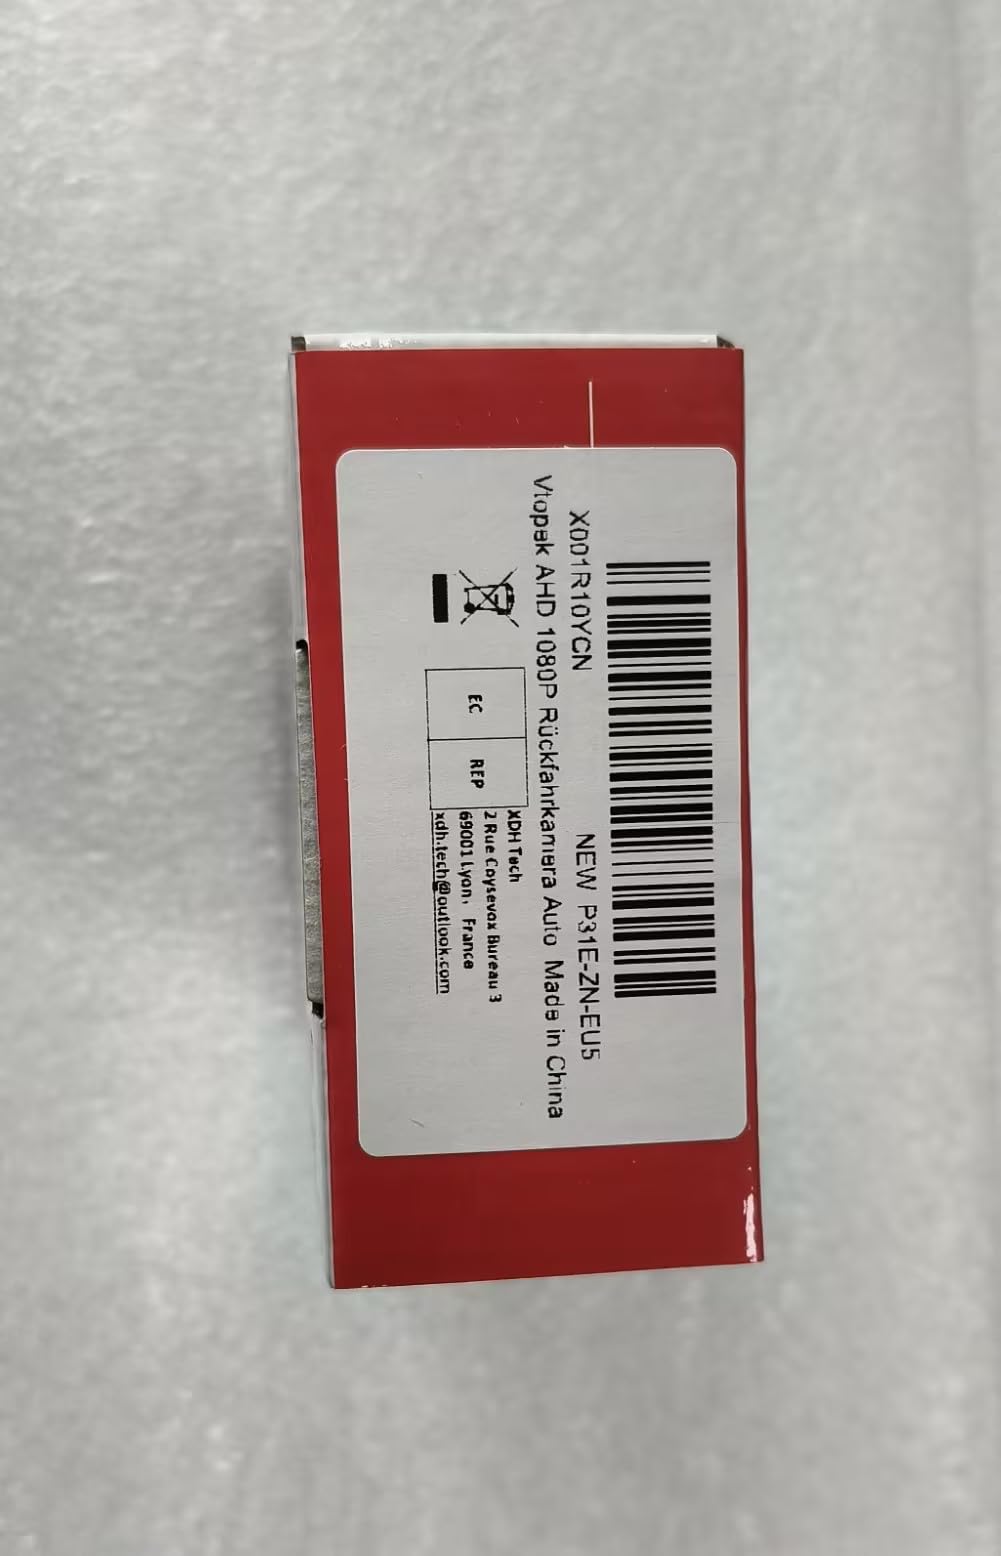 X001R10YCN NEW P31E-ZN-EU5
Vtopek AHD 1080P Rückfahrkamera Auto Made in China
EC REP
XDH Tech
2 Rue Coysevox Bureau 3
69001 Lyon, France
xdh.tech@outlook.com